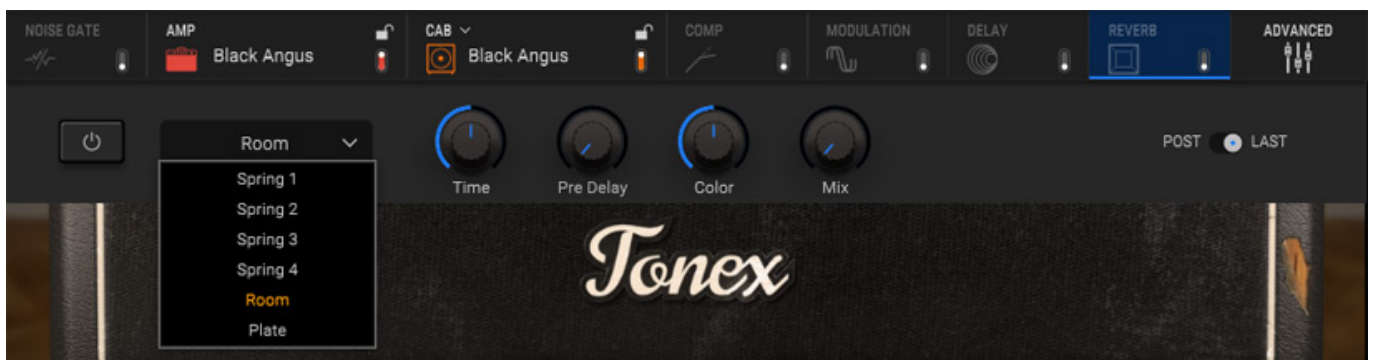 NOISE GATE
AMP
Black Angus
CAB
Black Angus
COMP
MODULATION
DELAY
REVERB
ADVANCED
Room
Time
Pre Delay
Color
Mix
POST
LAST
Spring 1
Spring 2
Spring 3
Spring 4
Room
Plate
Tonex